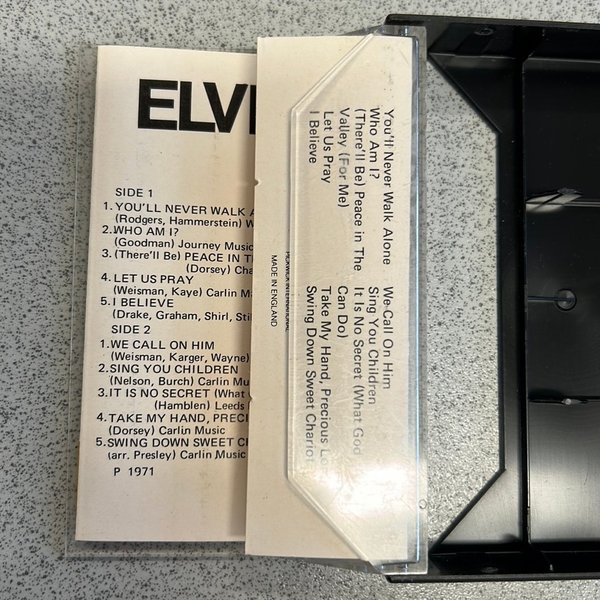 ELV
SIDE 1
1. YOU'LL NEVER WALK
(Rodgers, Hammerstein)
2. WHO AM I?
(Goodman) Journey Music
3. (There'll Be) PEACE IN
(Dorsey)
4. LET US PRAY
(Weisman, Kaye) Carlin
5. I BELIEVE
(Drake, Graham, Shirl,
SIDE 2
1. WE CALL ON HIM
(Weisman, Karger, Wayne)
2. SING YOU CHILDREN
(Nelson, Burch) Carlin
3. IT IS NO SECRET (What
(Hamblen) Leeds
4. TAKE MY HAND,
(Dorsey) Carlin Music
5. SWING DOWN SWEET
(arr. Presley) Carlin Music
P 1971
You'll Never Walk Alone
Who Am I?
(There'll Be) Peace in The
Valley (For Me)
Let Us Pray
I Believe
We Call On Him
Sing You Children
It Is No Secret (What God
Can Do)
Take My Hand, Precious
Swing Down Sweet Chariot
PICKWICK INTERNATIONAL
MADE IN ENGLAND